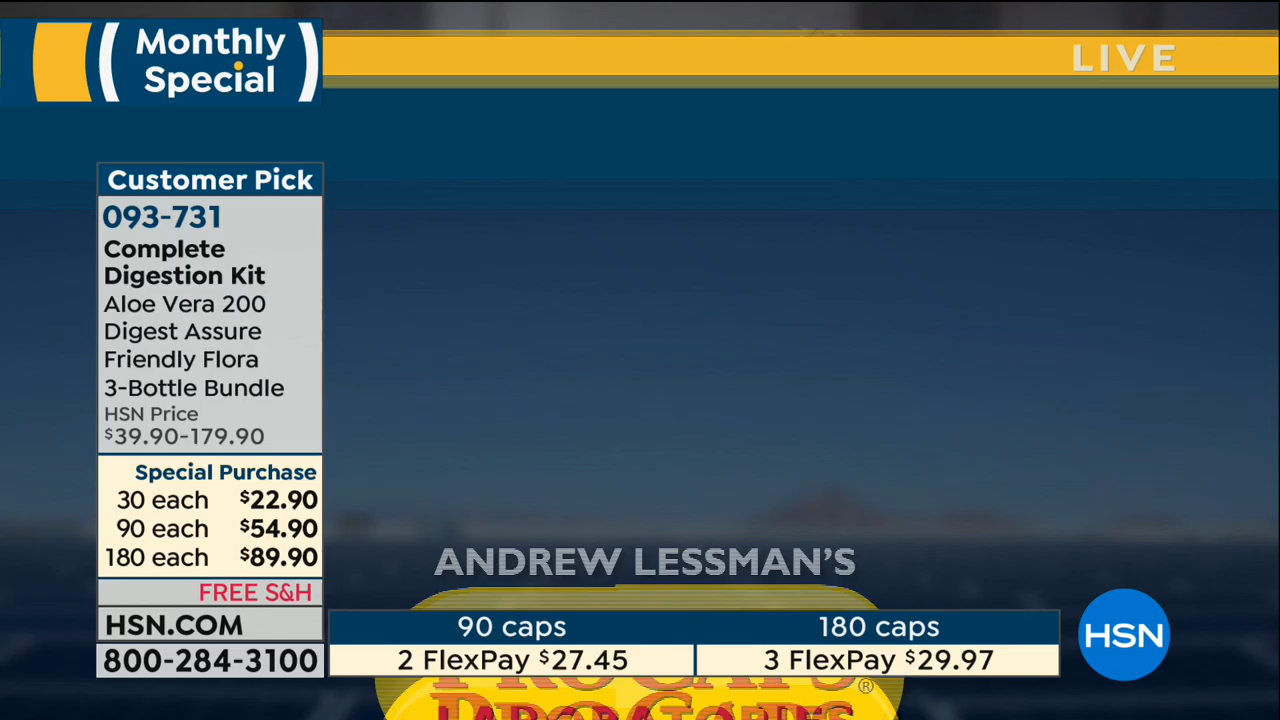 Monthly
Special
LIVE
Customer Pick
093-731
Complete
Digestion Kit
Aloe Vera 200
Digest Assure
Friendly Flora
3-Bottle Bundle
HSN Price
$39.90-179.90
Special Purchase
30 each $22.90
90 each $54.90
180 each $89.90
FREE S&H
HSN.COM
800-284-3100
ANDREW LESSMAN'S
90 caps 180 caps
2 FlexPay $27.45 3 FlexPay $29.97
HSN
PROCAPS ®
LABORATORIES